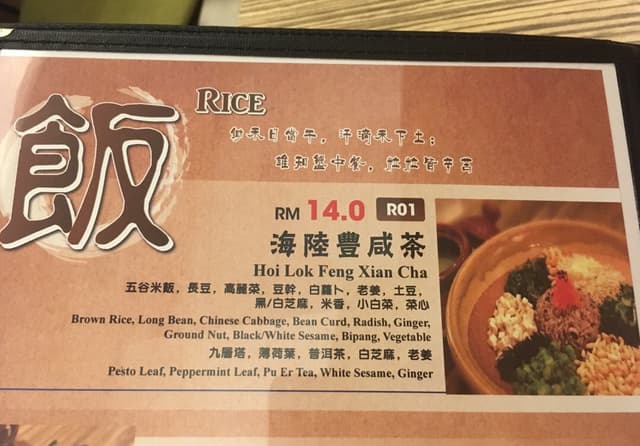 飯
RICE
鋤禾日當午，汗滴禾下土；
誰知盤中餐，粒粒皆辛苦
RM 14.0 R01
海陸豐咸茶
Hoi Lok Feng Xian Cha
五谷米飯，長豆，高麗菜，豆幹，白蘿卜，老姜，土豆，
黑/白芝麻，米香，小白菜，菜心
Brown Rice, Long Bean, Chinese Cabbage, Bean Curd, Radish, Ginger,
Ground Nut, Black/White Sesame, Bipang, Vegetable
九層塔，薄荷葉，普洱茶，白芝麻，老姜
Pesto Leaf, Peppermint Leaf, Pu Er Tea, White Sesame, Ginger